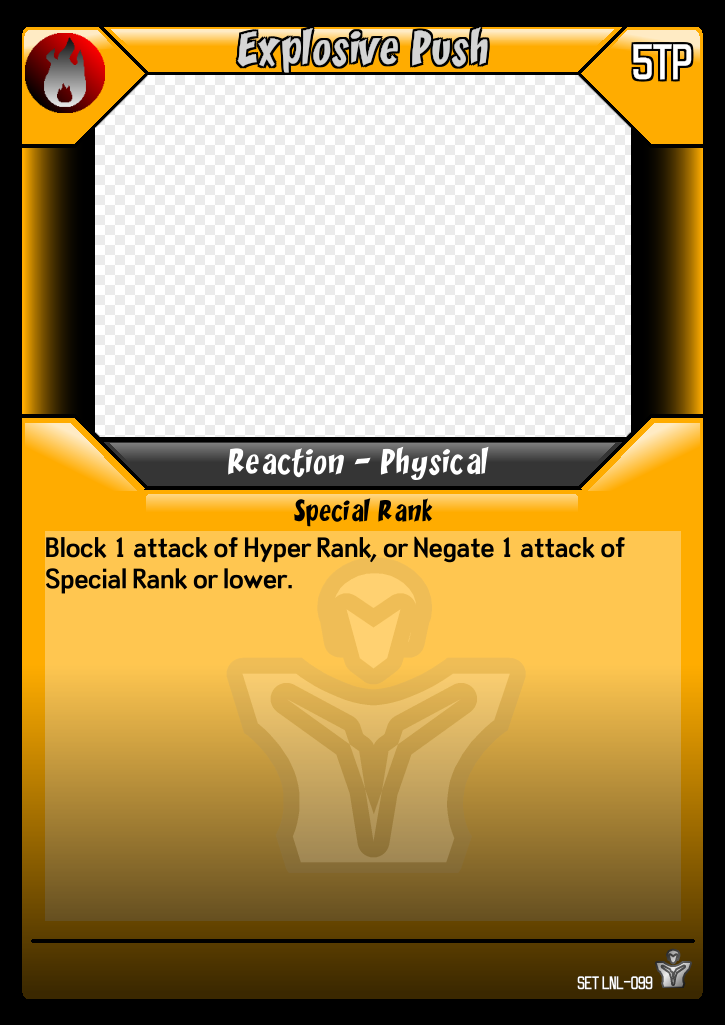 Explosive Push
5TP
Reaction - Physical
Special Rank
Block 1 attack of Hyper Rank, or Negate 1 attack of
Special Rank or lower.
SET LNL-099